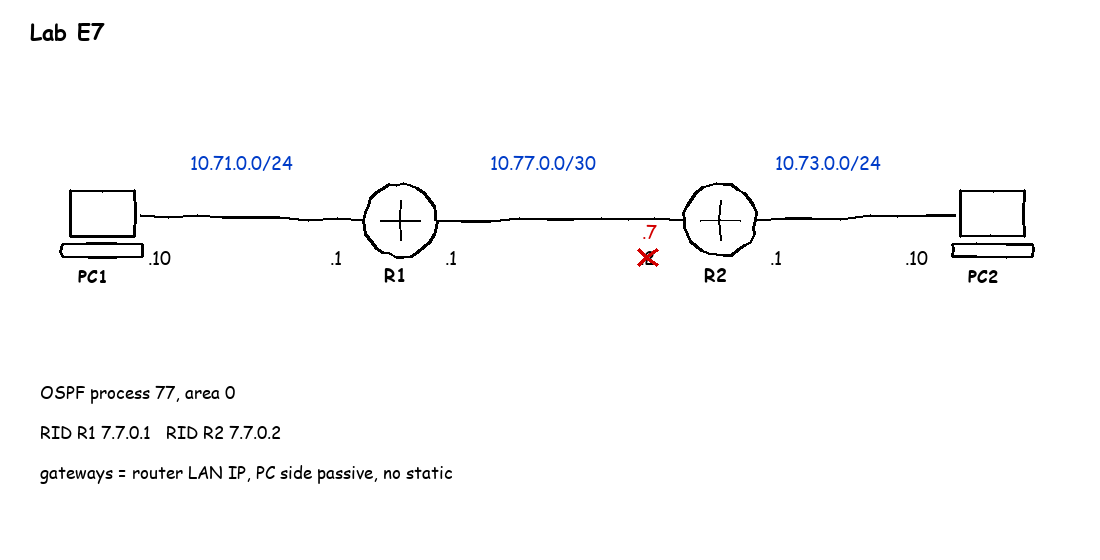 Lab E7
10.71.0.0/24 10.77.0.0/30 10.73.0.0/24
.7
.10 .1 .1 .1 .10
PC1 R1 R2 PC2
OSPF process 77, area 0
RID R1 7.7.0.1 RID R2 7.7.0.2
gateways = router LAN IP, PC side passive, no static